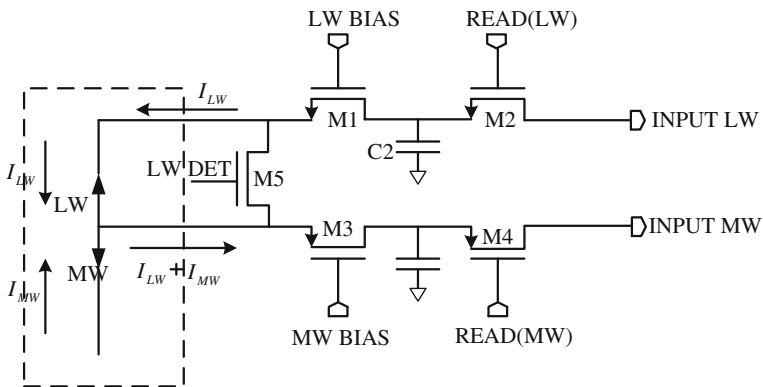 LW BIAS
READ(LW)
I_LW
M1
M2
INPUT LW
C2
I_LW
LW DET
M5
LW
M3
M4
INPUT MW
MW
I_LW + I_MW
I_MW
MW BIAS
READ(MW)